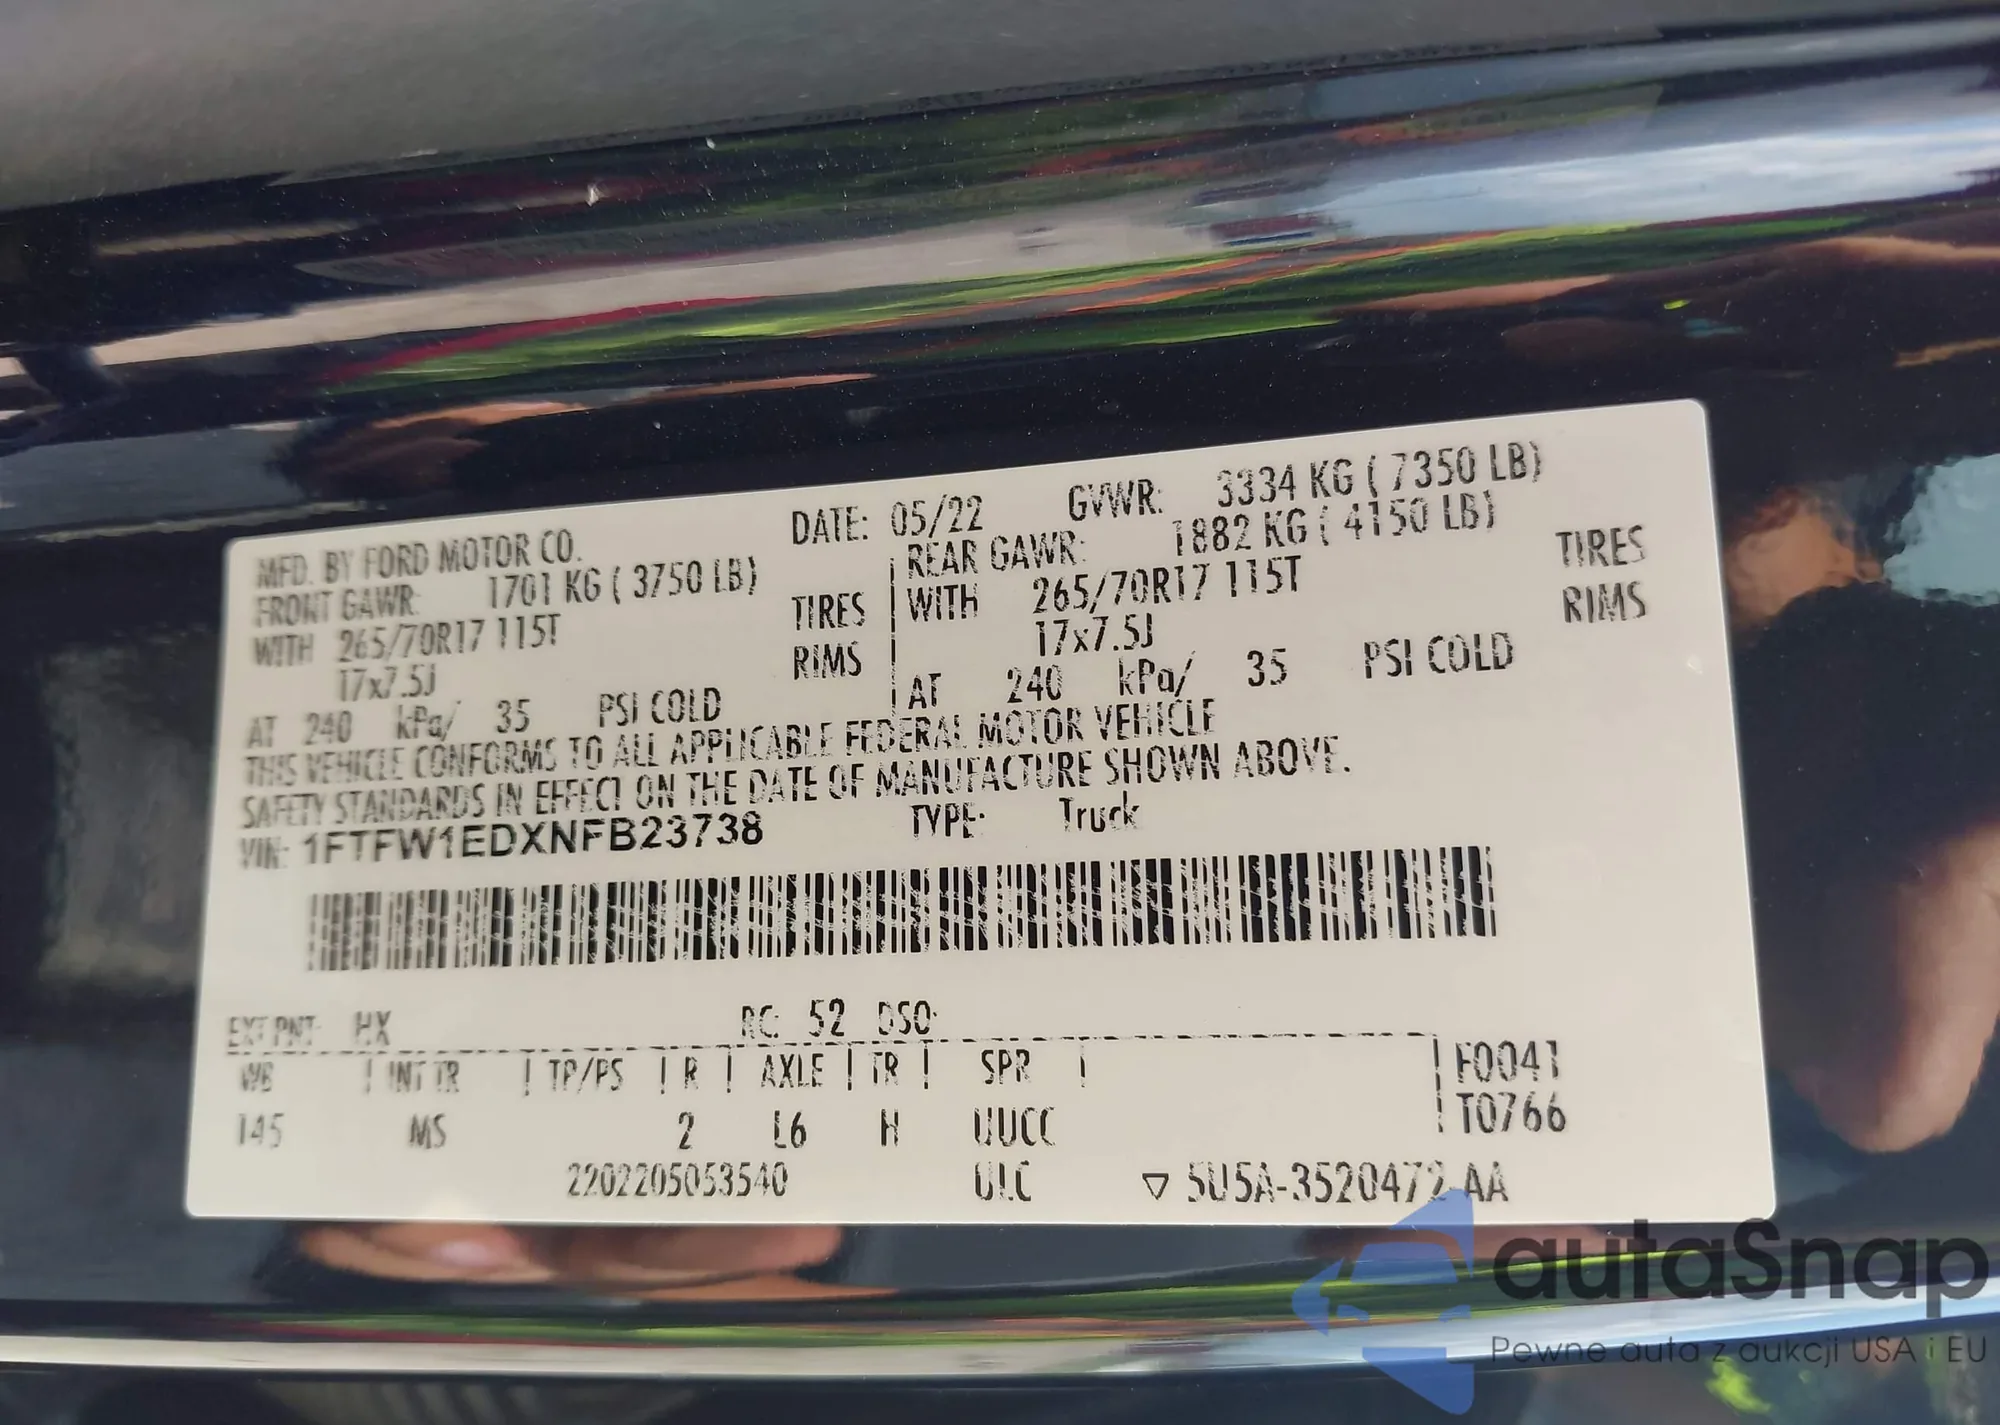 MFD. BY FORD MOTOR CO. DATE: 05/22 GVWR: 3334 KG ( 7350 LB)
FRONT GAWR: 1701 KG ( 3750 LB) REAR GAWR: 1882 KG ( 4150 LB)
WITH 265/70R17 115T TIRES WITH 265/70R17 115T TIRES
17x7.5J RIMS 17x7.5J RIMS
AT 240 kPa/ 35 PSI COLD AT 240 kPa/ 35 PSI COLD
THIS VEHICLE CONFORMS TO ALL APPLICABLE FEDERAL MOTOR VEHICLE
SAFETY STANDARDS IN EFFECT ON THE DATE OF MANUFACTURE SHOWN ABOVE.
VIN: 1FTFW1EDXNFB23738 TYPE: Truck
EXT PNT: HX RC: 52 DSO:
WB INT TR TP/PS R AXLE TR SPR F0041
145 MS 2 L6 H UUCC T0766
2202205053540 ULC ▽ 5U5A-3520472-AA
autaSnap
Pewne auta z aukcji USA i EU